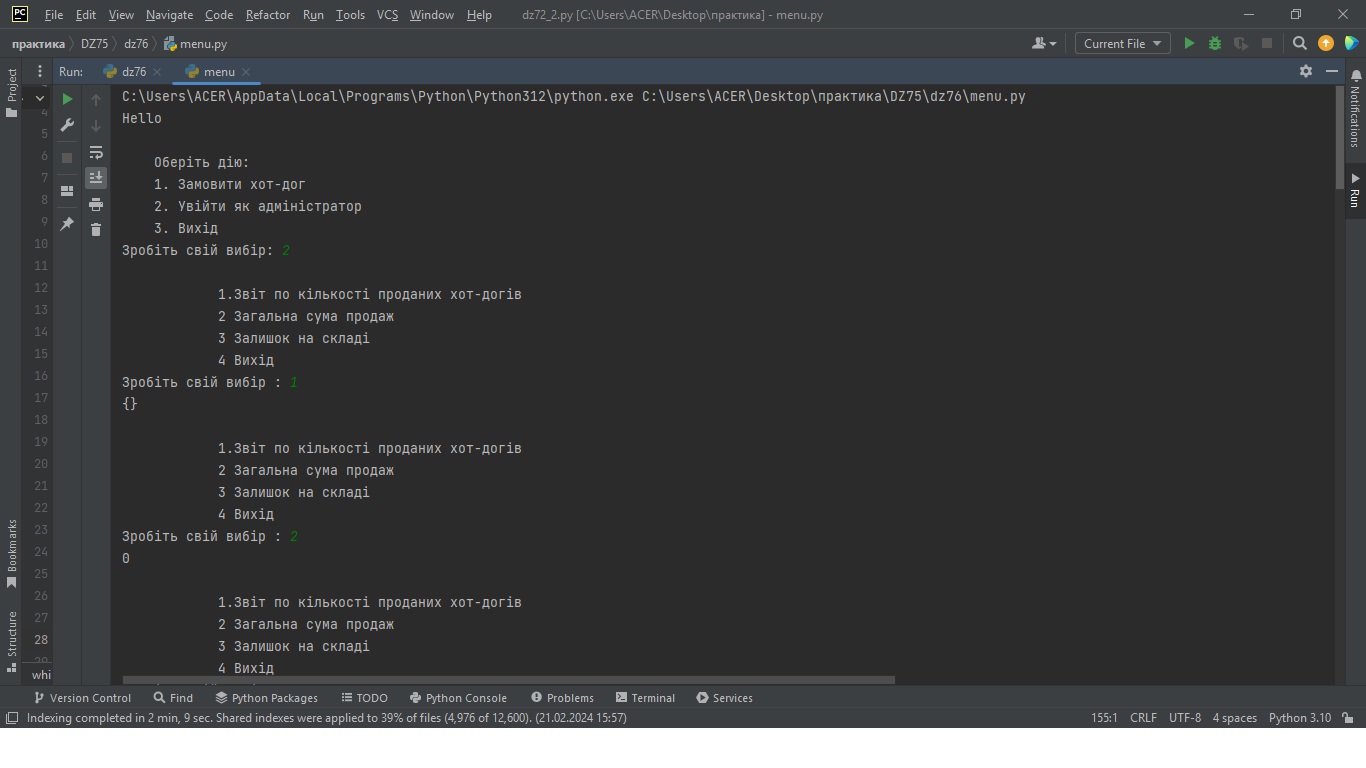 PC File Edit View Navigate Code Refactor Run Tools VCS Window Help dz72_2.py [C:\Users\ACER\Desktop\практика] - menu.py
практика DZ75 dz76 menu.py Current File
Project
Run: dz76 menu
Notifications
Run
C:\Users\ACER\AppData\Local\Programs\Python\Python312\python.exe C:\Users\ACER\Desktop\практика\DZ75\dz76\menu.py
Hello
Оберіть дію:
1. Замовити хот-дог
2. Увійти як адміністратор
3. Вихід
Зробіть свій вибір: 2
1.Звіт по кількості проданих хот-догів
2 Загальна сума продаж
3 Залишок на складі
4 Вихід
Зробіть свій вибір : 1
{}
1.Звіт по кількості проданих хот-догів
2 Загальна сума продаж
3 Залишок на складі
4 Вихід
Зробіть свій вибір : 2
0
1.Звіт по кількості проданих хот-догів
2 Загальна сума продаж
3 Залишок на складі
4 Вихід
4
5
6
7
8
9
10
11
12
13
14
15
16
17
18
19
20
21
22
23
24
25
26
27
28
29
whi
Bookmarks
Structure
Version Control Find Python Packages TODO Python Console Problems Terminal Services
Indexing completed in 2 min, 9 sec. Shared indexes were applied to 39% of files (4,976 of 12,600). (21.02.2024 15:57) 155:1 CRLF UTF-8 4 spaces Python 3.10